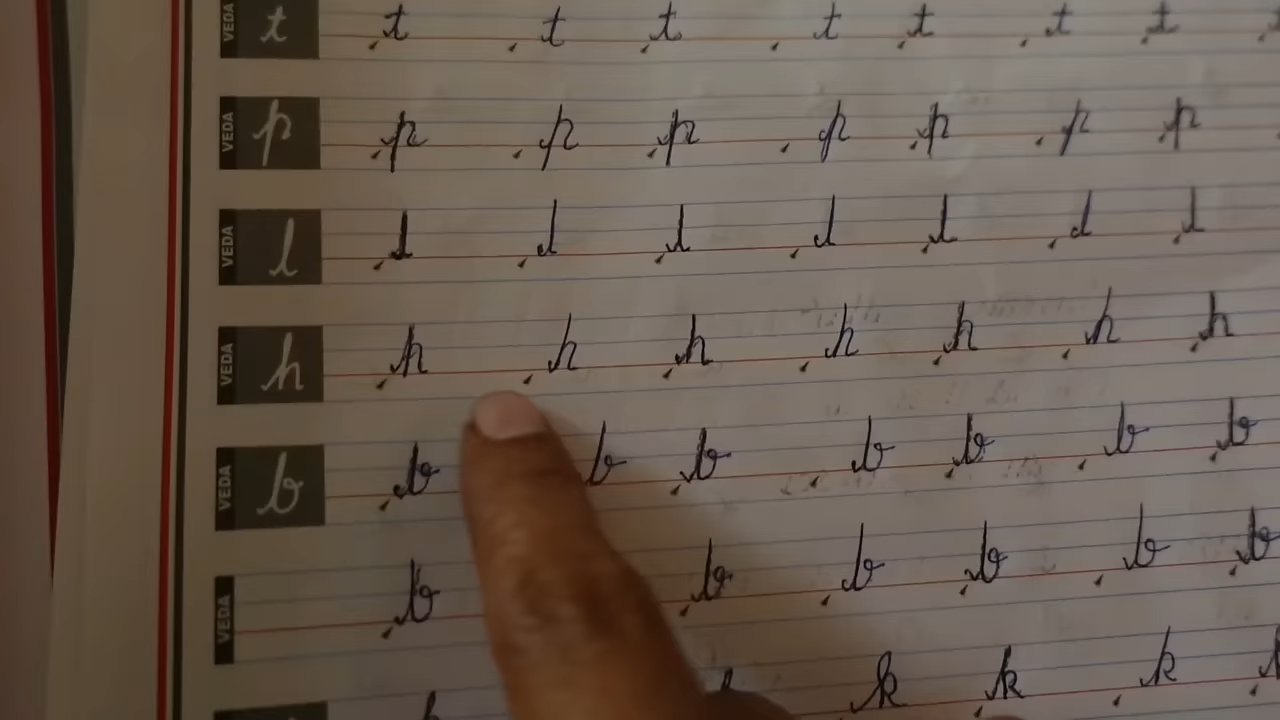 VEDA t t t t t t t t
VEDA p p p p p p p p
VEDA l l l l l l l l
VEDA h h h h h h h h
VEDA b b b b b b b b
VEDA b b b b b b
k k k